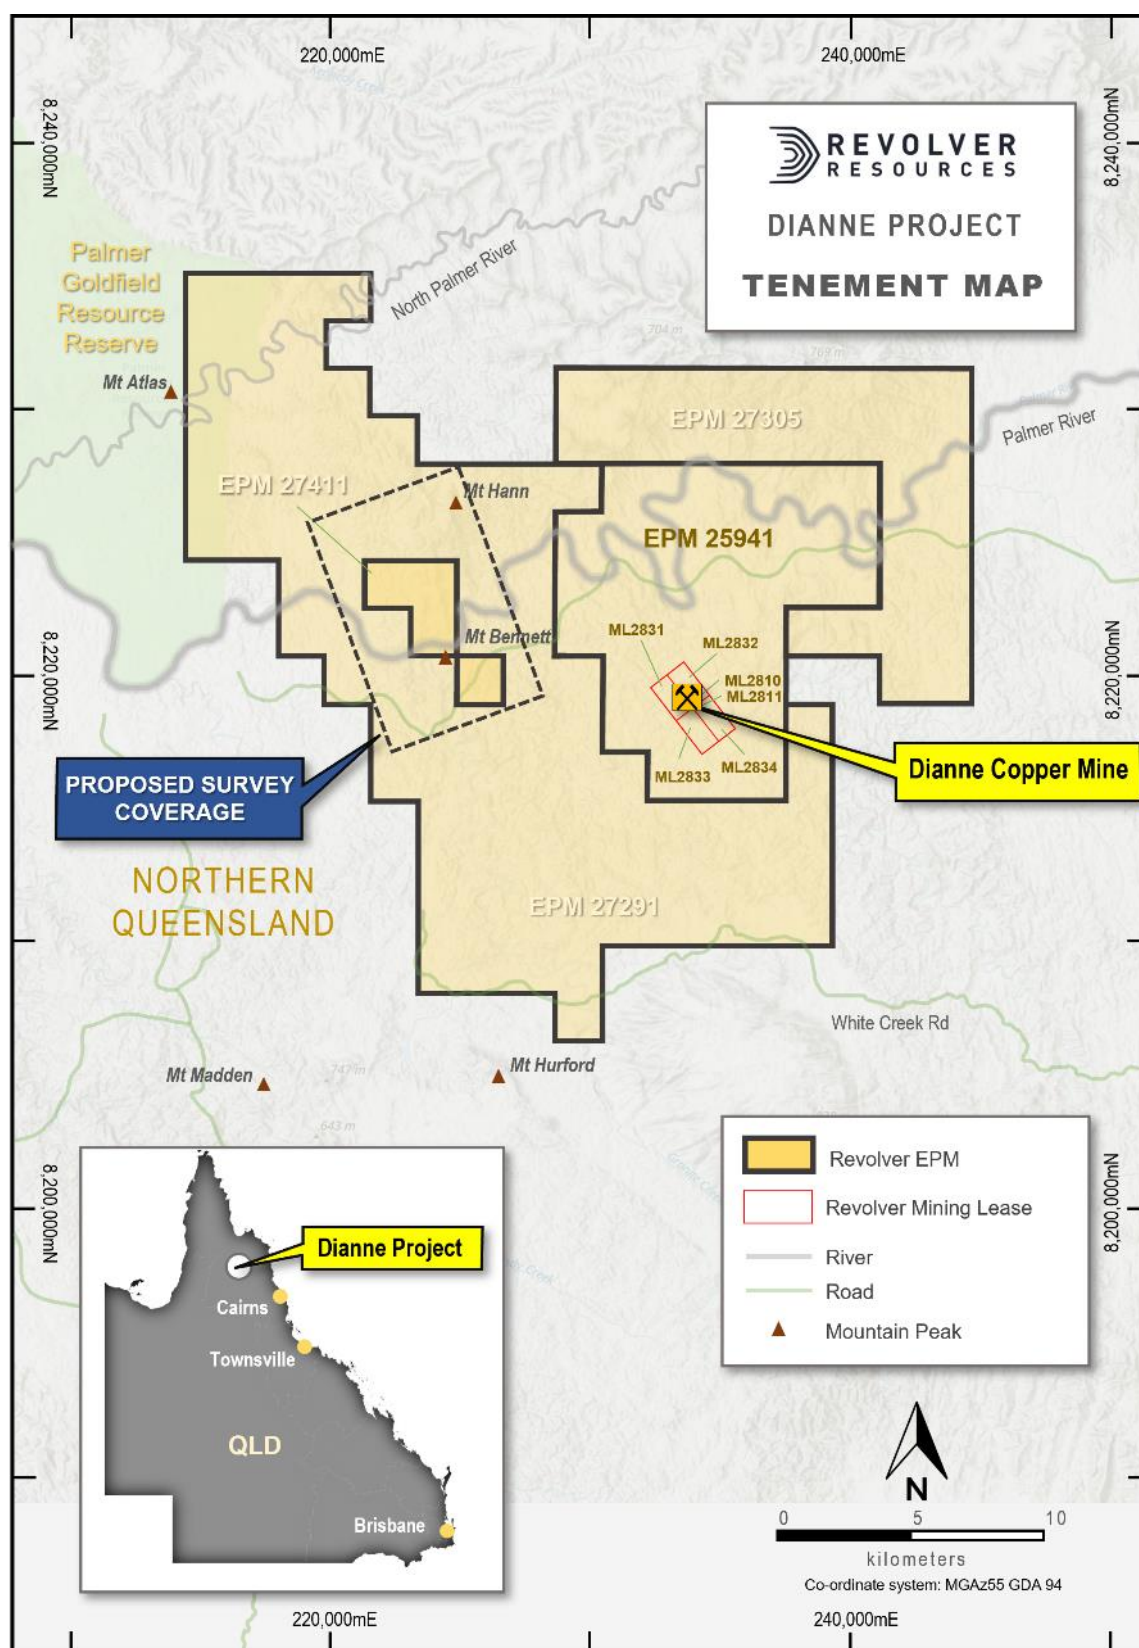 220,000mE
240,000mE
8,240,000mN
8,240,000mN
REVOLVER
RESOURCES
DIANNE PROJECT
TENEMENT MAP
Palmer
Goldfield
Resource
Reserve
North Palmer River
704 m
Mt Atlas
EPM 27305
Palmer River
EPM 27411
Mt Hann
EPM 25941
Mt Bennett
ML2831
ML2832
ML2810
ML2811
ML2833
ML2834
8,220,000mN
8,220,000mN
Dianne Copper Mine
PROPOSED SURVEY
COVERAGE
NORTHERN
QUEENSLAND
EPM 27291
White Creek Rd
Mt Madden
747 m
Mt Hurford
643 m
8,200,000mN
8,200,000mN
Dianne Project
Cairns
Townsville
QLD
Brisbane
Revolver EPM
Revolver Mining Lease
River
Road
Mountain Peak
N
0 5 10
kilometers
Co-ordinate system: MGAz55 GDA 94
220,000mE
240,000mE